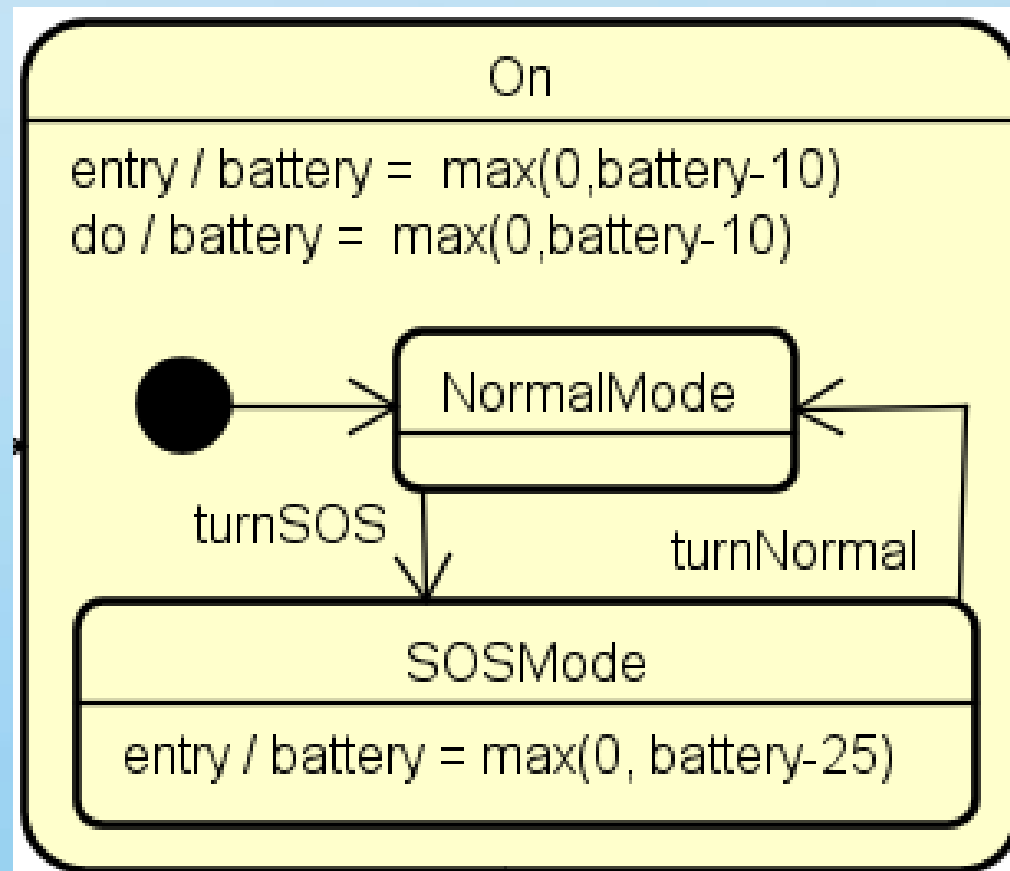 On
entry / battery = max(0,battery-10)
do / battery = max(0,battery-10)
NormalMode
turnSOS
turnNormal
SOSMode
entry / battery = max(0, battery-25)